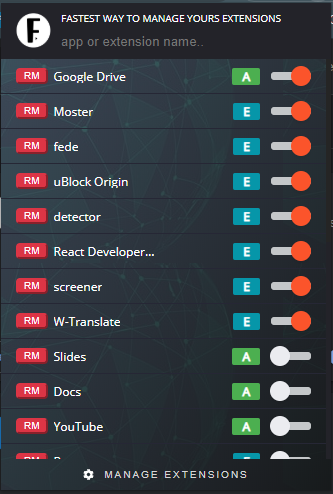 F
FASTEST WAY TO MANAGE YOURS EXTENSIONS
app or extension name..
RM Google Drive A
RM Moster E
RM fede E
RM uBlock Origin E
RM detector E
RM React Developer... E
RM screener E
RM W-Translate E
RM Slides A
RM Docs A
RM YouTube A
RM
MANAGE EXTENSIONS